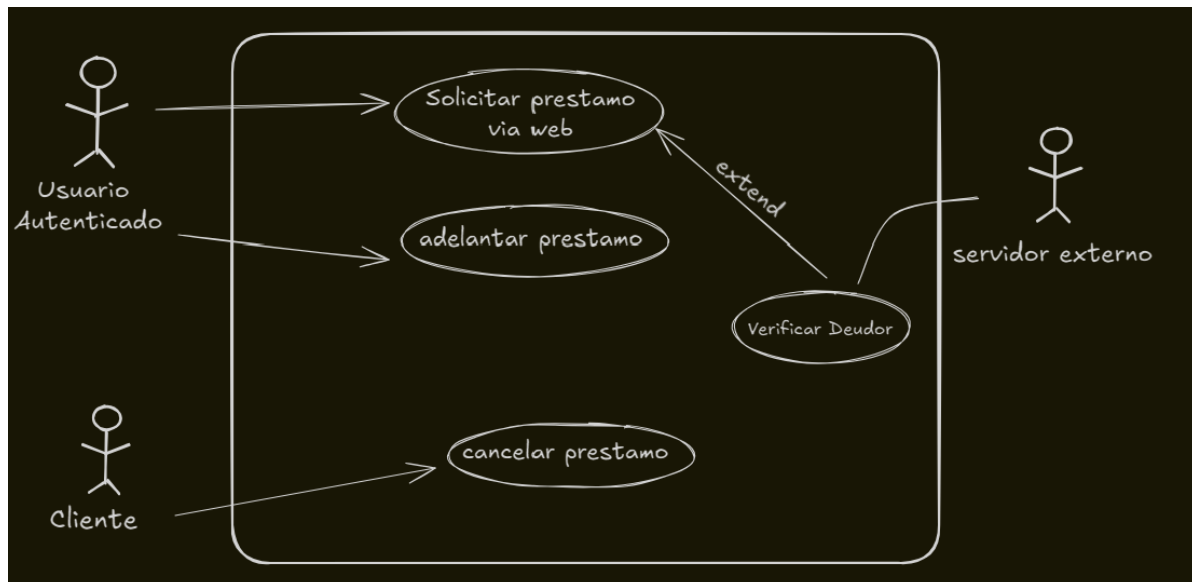 Solicitar prestamo
via web
Usuario
Autenticado
extend
adelantar prestamo
servidor externo
Verificar Deudor
cancelar prestamo
Cliente